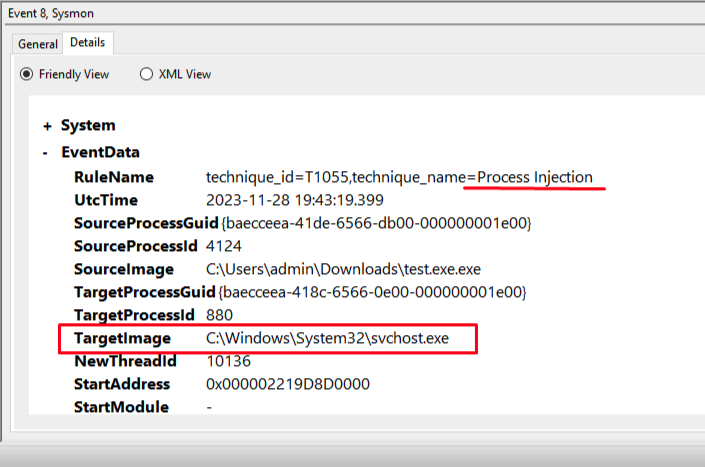 Event 8, Sysmon
General Details
Friendly View XML View
+ System
- EventData
RuleName technique_id=T1055,technique_name=Process Injection
UtcTime 2023-11-28 19:43:19.399
SourceProcessGuid {baecceea-41de-6566-db00-000000001e00}
SourceProcessId 4124
SourceImage C:\Users\admin\Downloads\test.exe.exe
TargetProcessGuid {baecceea-418c-6566-0e00-000000001e00}
TargetProcessId 880
TargetImage C:\Windows\System32\svchost.exe
NewThreadId 10136
StartAddress 0x000002219D8D0000
StartModule -